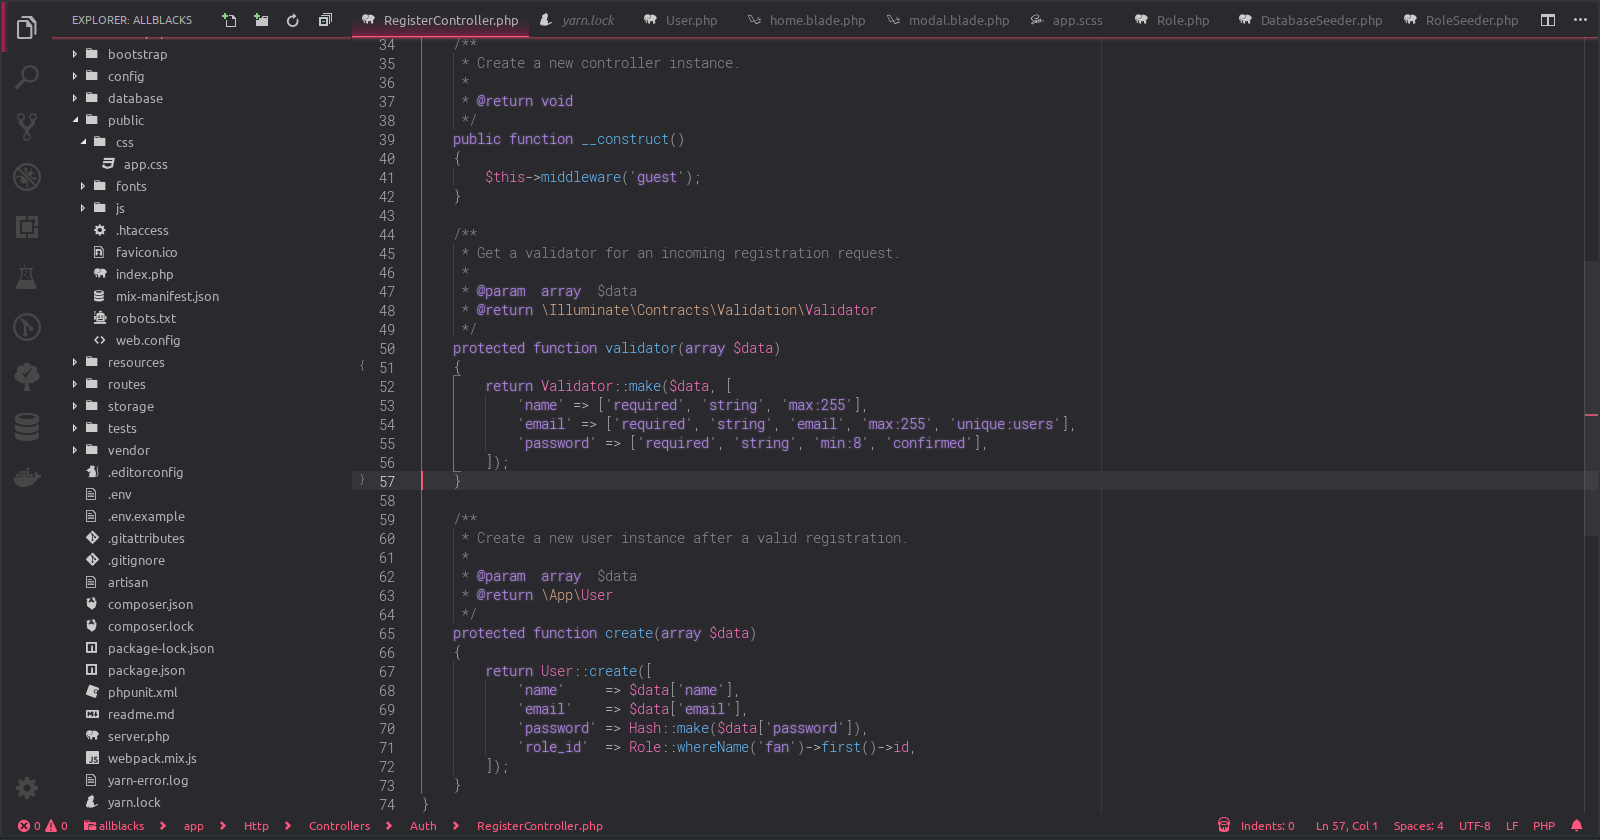 EXPLORER: ALLBLACKS
RegisterController.php
yarn.lock
User.php
home.blade.php
modal.blade.php
app.scss
Role.php
DatabaseSeeder.php
RoleSeeder.php
bootstrap
config
database
public
css
app.css
fonts
js
.htaccess
favicon.ico
index.php
mix-manifest.json
robots.txt
web.config
resources
routes
storage
tests
vendor
.editorconfig
.env
.env.example
.gitattributes
.gitignore
artisan
composer.json
composer.lock
package-lock.json
package.json
phpunit.xml
readme.md
server.php
webpack.mix.js
yarn-error.log
yarn.lock
34 /**
35 * Create a new controller instance.
36 *
37 * @return void
38 */
39 public function __construct()
40 {
41 $this->middleware('guest');
42 }
43
44 /**
45 * Get a validator for an incoming registration request.
46 *
47 * @param  array  $data
48 * @return \Illuminate\Contracts\Validation\Validator
49 */
50 protected function validator(array $data)
{ 51 {
52 return Validator::make($data, [
53 'name' => ['required', 'string', 'max:255'],
54 'email' => ['required', 'string', 'email', 'max:255', 'unique:users'],
55 'password' => ['required', 'string', 'min:8', 'confirmed'],
56 ]);
} 57 }
58
59 /**
60 * Create a new user instance after a valid registration.
61 *
62 * @param  array  $data
63 * @return \App\User
64 */
65 protected function create(array $data)
66 {
67 return User::create([
68 'name'     => $data['name'],
69 'email'    => $data['email'],
70 'password' => Hash::make($data['password']),
71 'role_id'  => Role::whereName('fan')->first()->id,
72 ]);
73 }
74 }
0 0 allblacks > app > Http > Controllers > Auth > RegisterController.php
Indents: 0 Ln 57, Col 1 Spaces: 4 UTF-8 LF PHP